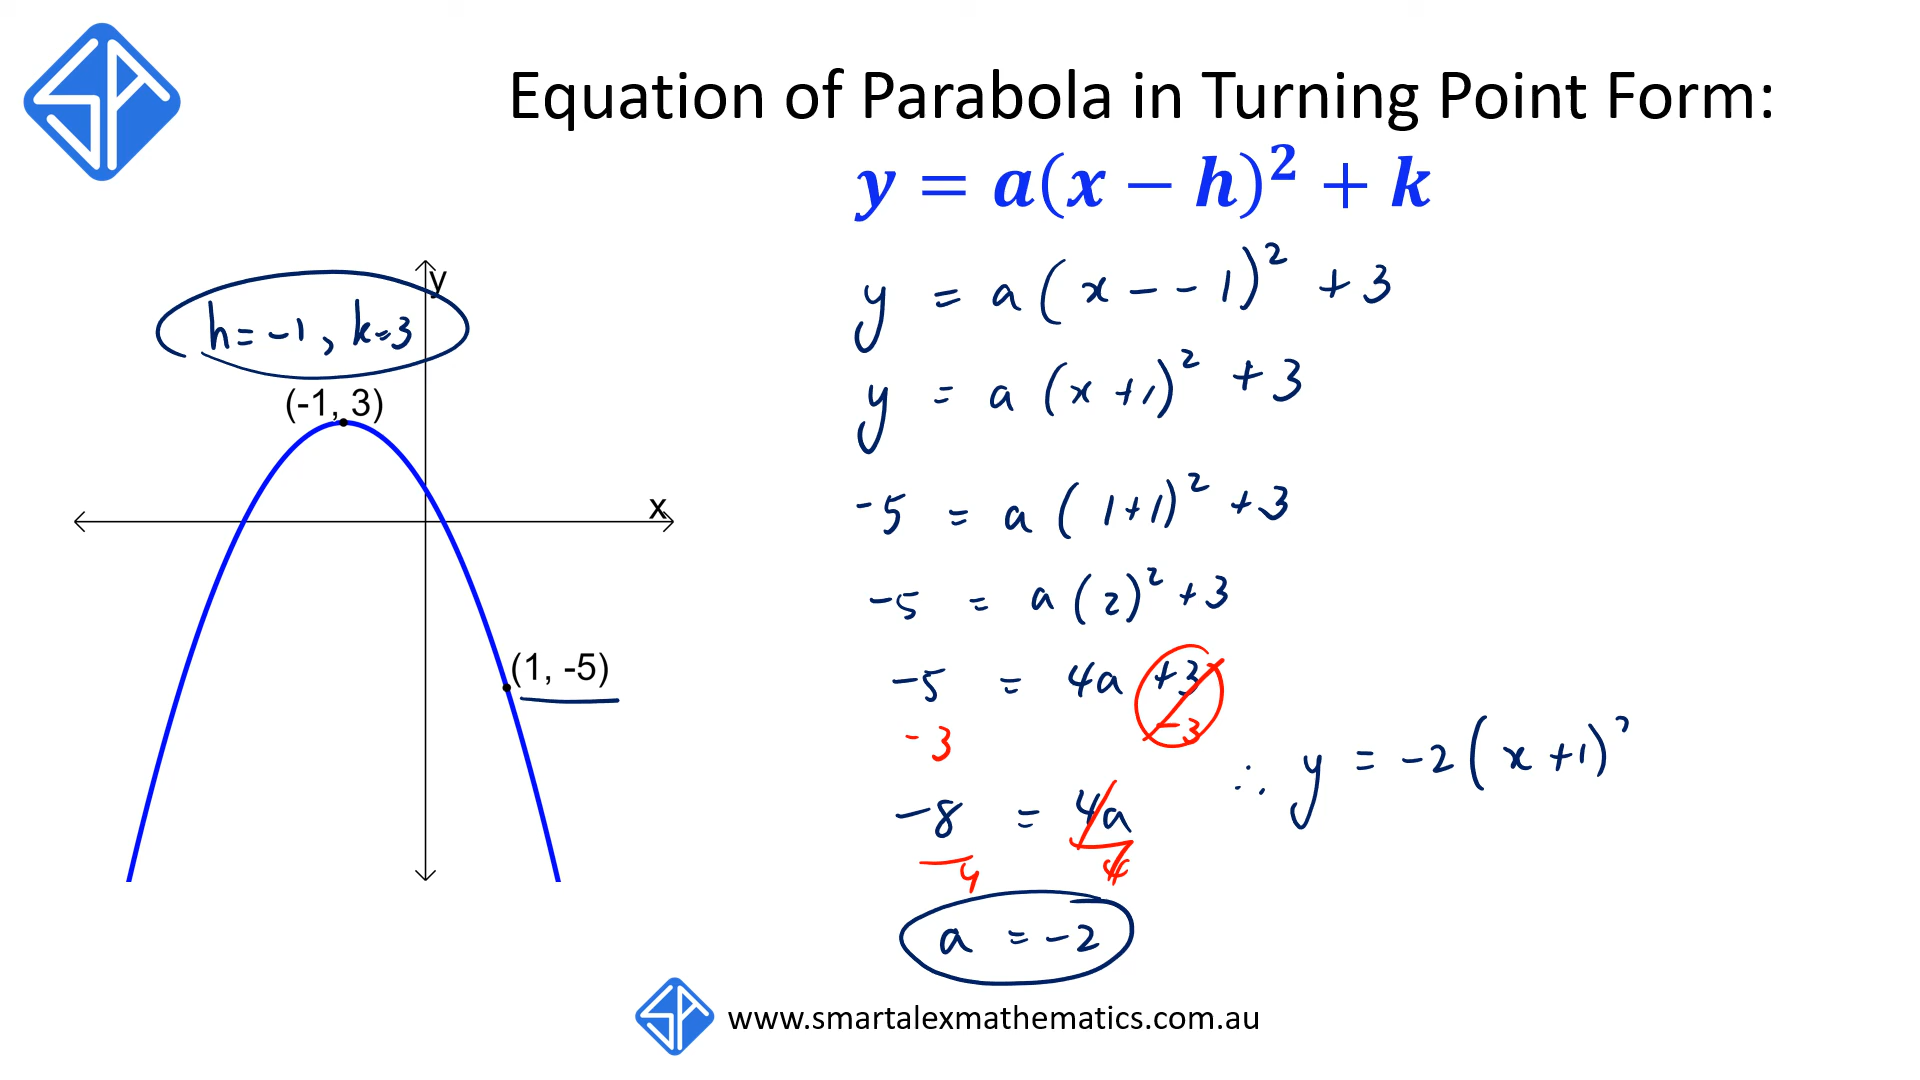 Equation of Parabola in Turning Point Form:
y = a(x − h)² + k
y = a(x - - 1)² + 3
y = a(x + 1)² + 3
-5 = a(1+1)² + 3
-5 = a(2)² + 3
-5 = 4a +3
-3 -3
-8 = 4a
4 4
a = -2
∴ y = -2(x+1)²
y
h = -1, k = 3
(-1, 3)
x
(1, -5)
www.smartalexmathematics.com.au